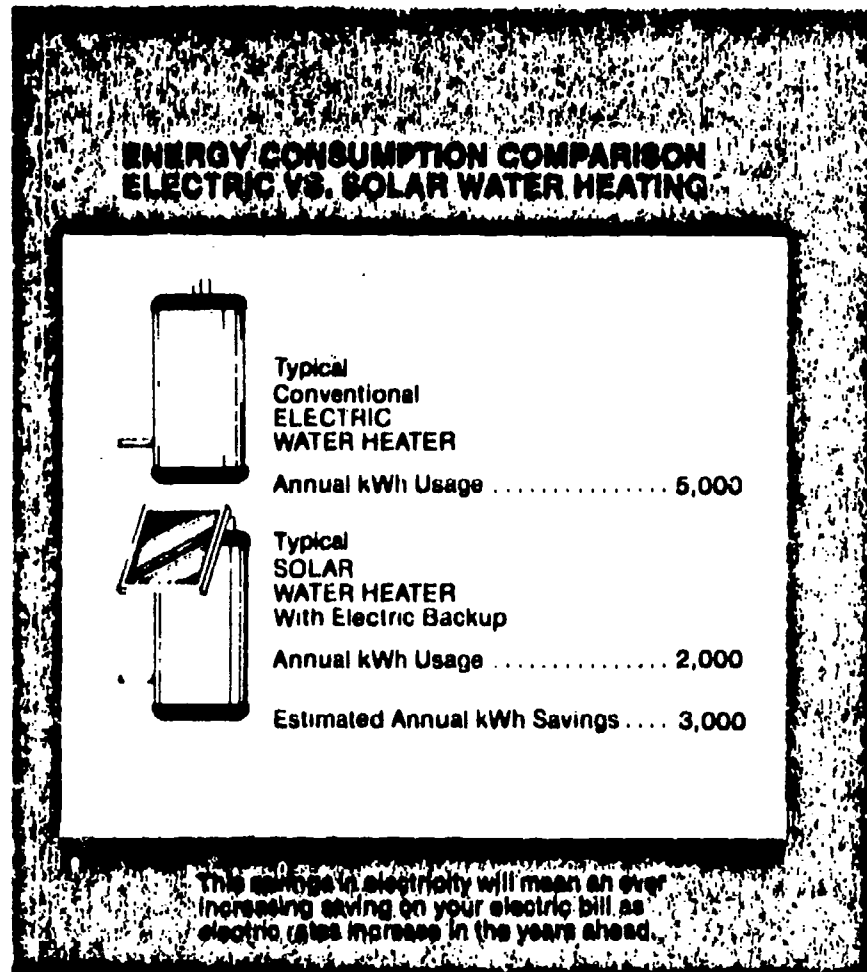 ENERGY CONSUMPTION COMPARISON
ELECTRIC VS. SOLAR WATER HEATING
Typical
Conventional
ELECTRIC
WATER HEATER
Annual kWh Usage ............... 5,000
Typical
SOLAR
WATER HEATER
With Electric Backup
Annual kWh Usage ............... 2,000
Estimated Annual kWh Savings .... 3,000
This savings in electricity will mean an ever
increasing saving on your electric bill as
electric rates increase in the years ahead.